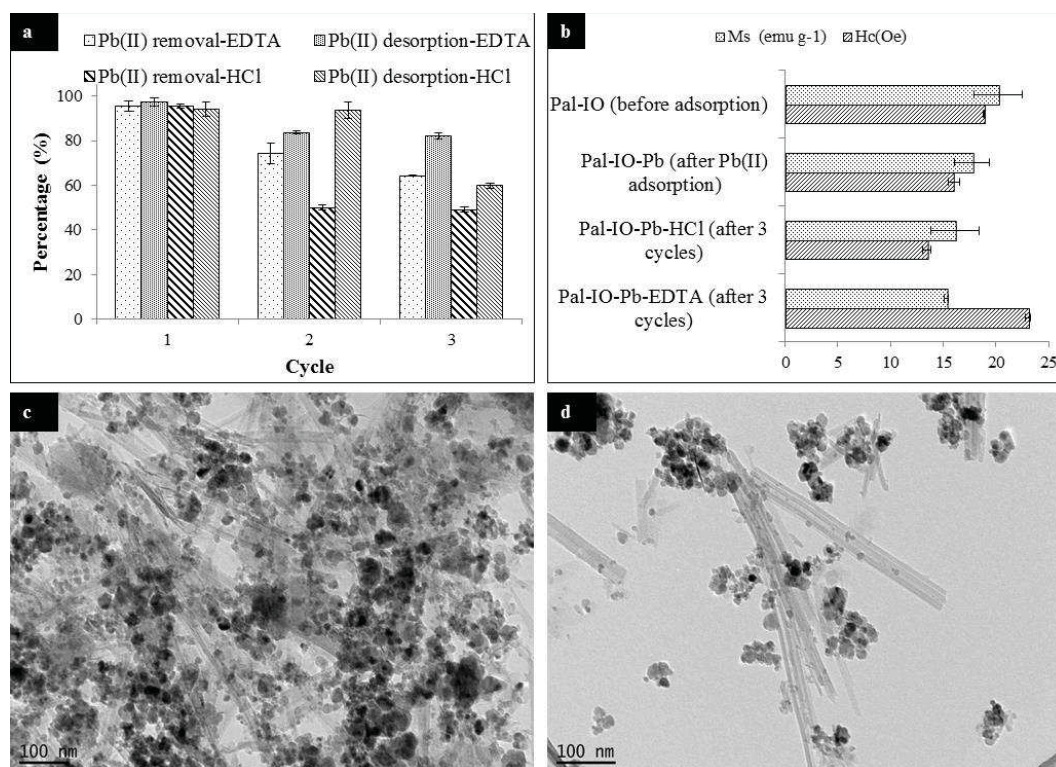 a
Pb(II) removal-EDTA
Pb(II) desorption-EDTA
Pb(II) removal-HCl
Pb(II) desorption-HCl
100
80
60
40
20
0
Percentage (%)
1
2
3
Cycle
b
Ms (emu g-1)
Hc(Oe)
Pal-IO (before adsorption)
Pal-IO-Pb (after Pb(II)
adsorption)
Pal-IO-Pb-HCl (after 3
cycles)
Pal-IO-Pb-EDTA (after 3
cycles)
0
5
10
15
20
25
c
100 nm
d
100 nm